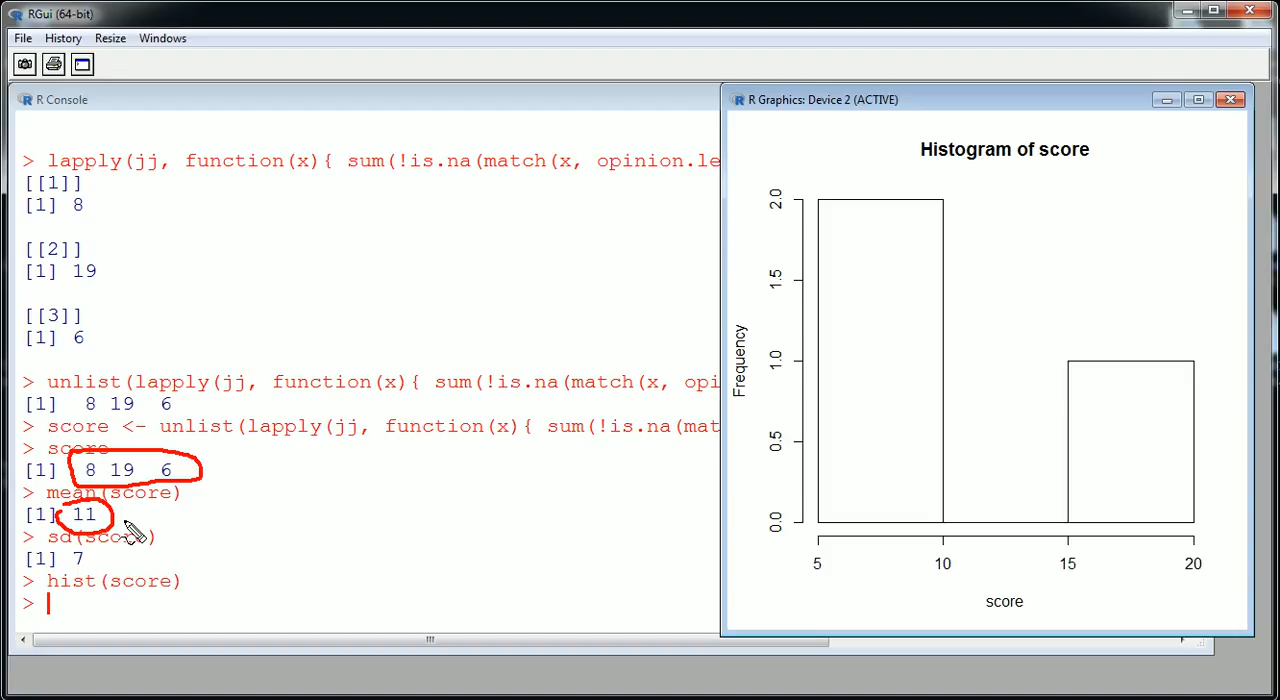 RGui (64-bit)
File History Resize Windows
R Console
> lapply(jj, function(x){ sum(!is.na(match(x, opinion.le
[[1]]
[1] 8
[[2]]
[1] 19
[[3]]
[1] 6
> unlist(lapply(jj, function(x){ sum(!is.na(match(x, opi
[1] 8 19 6
> score <- unlist(lapply(jj, function(x){ sum(!is.na(mat
> score
[1] 8 19 6
> mean(score)
[1] 11
> sd(score)
[1] 7
> hist(score)
>
R Graphics: Device 2 (ACTIVE)
Histogram of score
Frequency
2.0
1.5
1.0
0.5
0.0
5 10 15 20
score